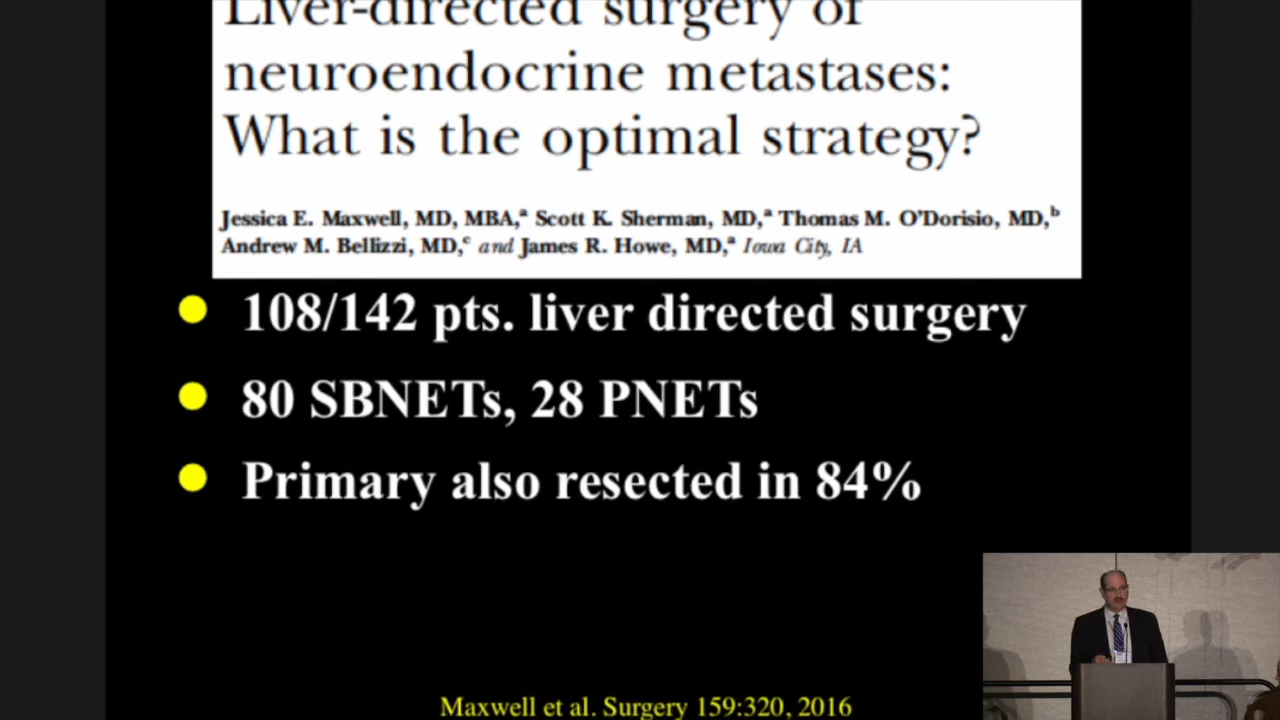 Liver-directed surgery of
neuroendocrine metastases:
What is the optimal strategy?
Jessica E. Maxwell, MD, MBA,a Scott K. Sherman, MD,a Thomas M. O'Dorisio, MD,b
Andrew M. Bellizzi, MD,c and James R. Howe, MD,a Iowa City, IA
108/142 pts. liver directed surgery
80 SBNETs, 28 PNETs
Primary also resected in 84%
Maxwell et al. Surgery 159:320, 2016